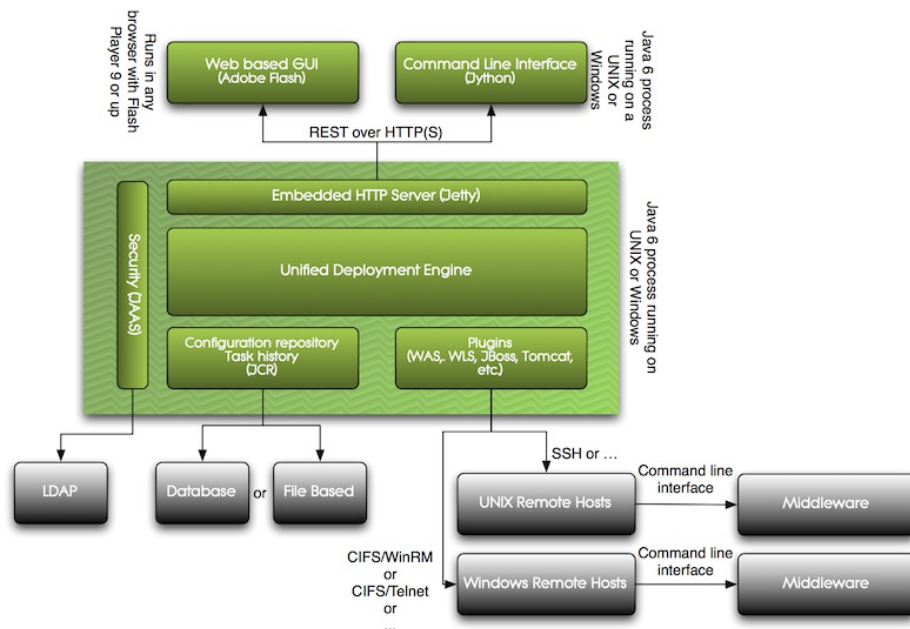 Runs in any
browser with Flash
Player 9 or up
Web based GUI
(Adobe Flash)
Command Line Interface
(Jython)
Java 6 process
running on a
UNIX or
Windows
REST over HTTP(S)
Embedded HTTP Server (Jetty)
Security (JAAS)
Unified Deployment Engine
Java 6 process running on
UNIX or Windows
Configuration repository
Task history
(JCR)
Plugins
(WAS,. WLS, JBoss, Tomcat,
etc.)
SSH or ...
LDAP
Database
or
File Based
UNIX Remote Hosts
Command line
interface
Middleware
CIFS/WinRM
or
CIFS/Telnet
or
...
Windows Remote Hosts
Command line
interface
Middleware